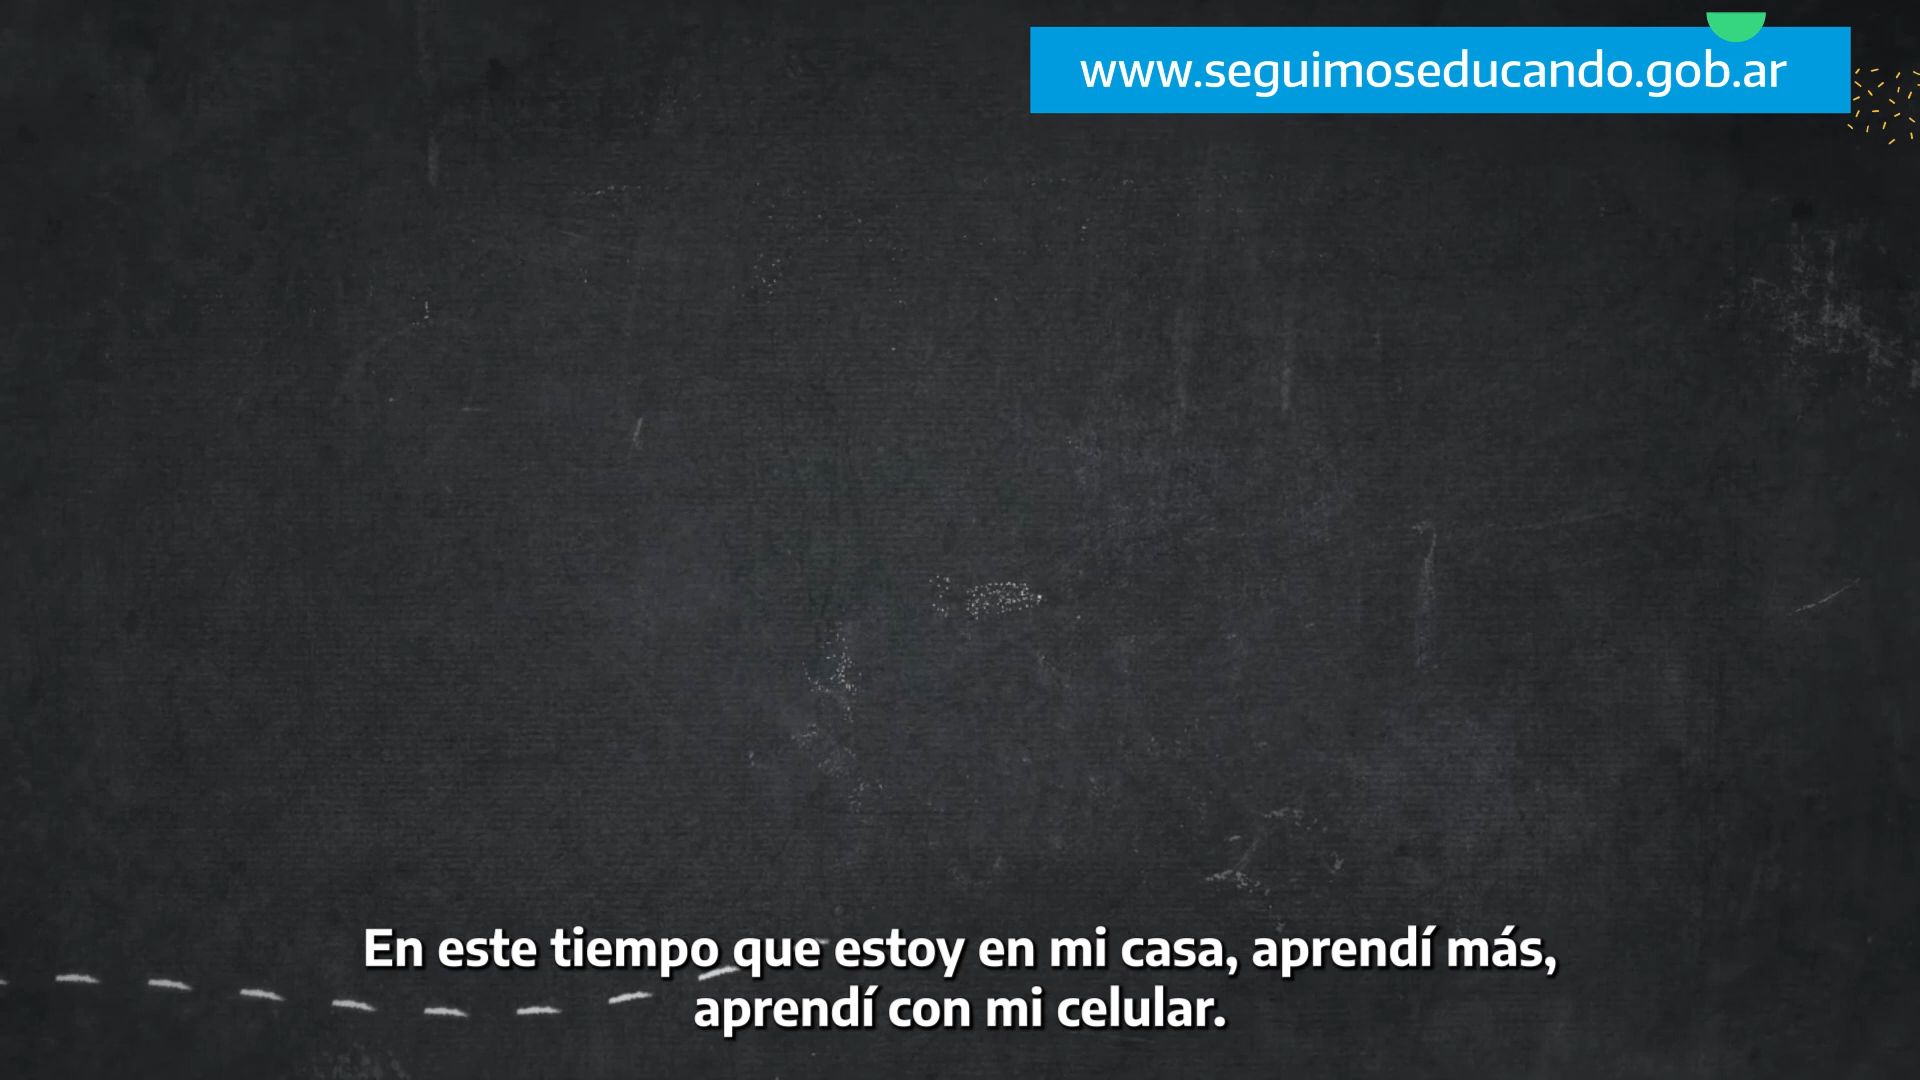 www.seguimoseducando.gob.ar
En este tiempo que estoy en mi casa, aprendí más,
aprendí con mi celular.